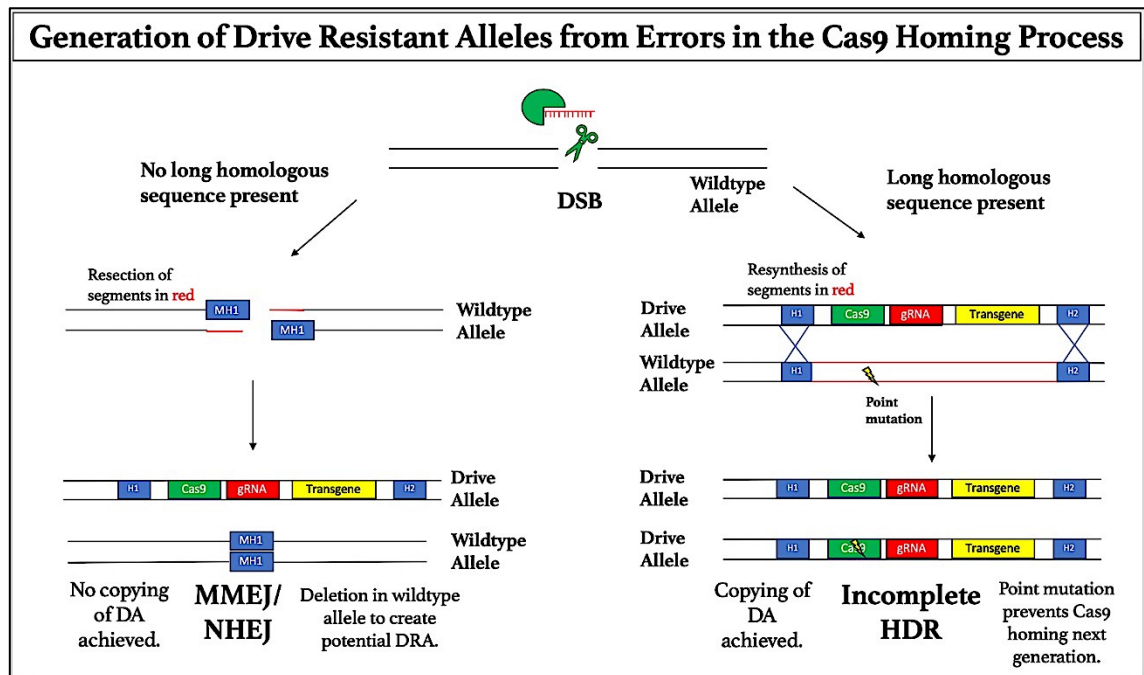 Generation of Drive Resistant Alleles from Errors in the Cas9 Homing Process
No long homologous
sequence present
DSB
Wildtype
Allele
Long homologous
sequence present
Resection of
segments in red
MH1
MH1
Wildtype
Allele
Resynthesis of
segments in red
Drive
Allele
H1
Cas9
gRNA
Transgene
H2
Wildtype
Allele
H1
H2
Point
mutation
H1
Cas9
gRNA
Transgene
H2
Drive
Allele
MH1
MH1
Wildtype
Allele
No copying
of DA
achieved.
MMEJ/
NHEJ
Deletion in wildtype
allele to create
potential DRA.
Drive
Allele
H1
Cas9
gRNA
Transgene
H2
Drive
Allele
H1
Cas9
gRNA
Transgene
H2
Copying of
DA
achieved.
Incomplete
HDR
Point mutation
prevents Cas9
homing next
generation.